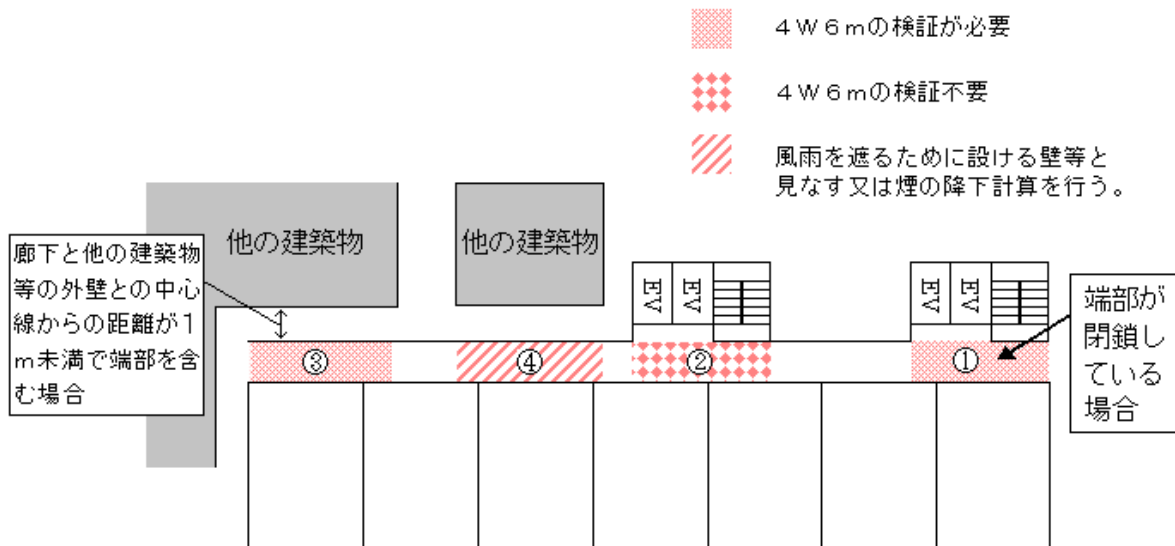 ４Ｗ６ｍの検証が必要
４Ｗ６ｍの検証不要
風雨を遮るために設ける壁等と
見なす又は煙の降下計算を行う。
他の建築物
他の建築物
廊下と他の建築物
等の外壁との中心
線からの距離が１
ｍ未満で端部を含
む場合
EV
EV
EV
EV
端部が
閉鎖し
ている
場合
③
④
②
①